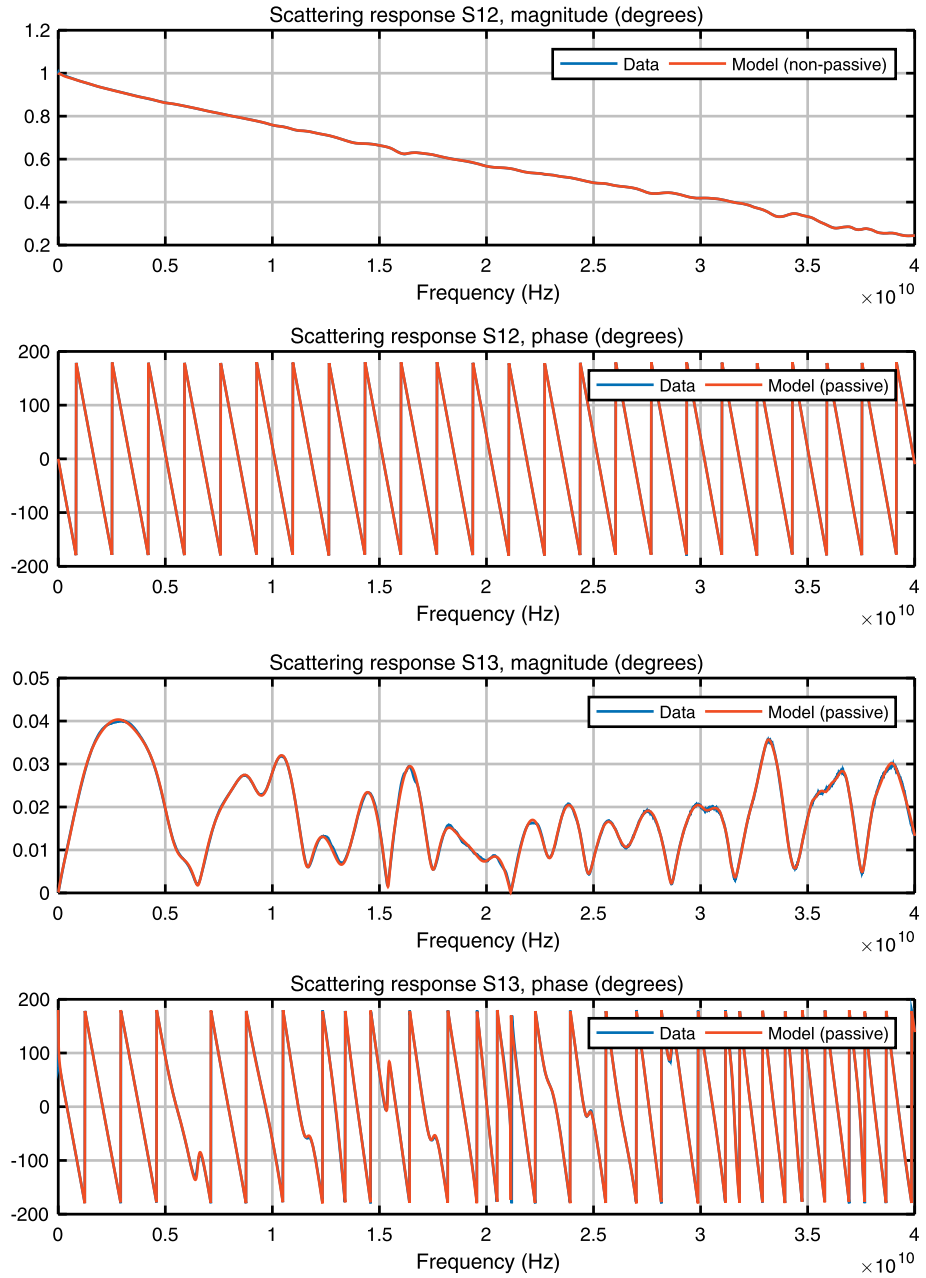 Scattering response S12, magnitude (degrees)
1.2
1
0.8
0.6
0.4
0.2
Data Model (non-passive)
0 0.5 1 1.5 2 2.5 3 3.5 4
Frequency (Hz)
×10^10
Scattering response S12, phase (degrees)
200
100
0
-100
-200
Data Model (passive)
0 0.5 1 1.5 2 2.5 3 3.5 4
Frequency (Hz)
×10^10
Scattering response S13, magnitude (degrees)
0.05
0.04
0.03
0.02
0.01
0
Data Model (passive)
0 0.5 1 1.5 2 2.5 3 3.5 4
Frequency (Hz)
×10^10
Scattering response S13, phase (degrees)
200
100
0
-100
-200
Data Model (passive)
0 0.5 1 1.5 2 2.5 3 3.5 4
Frequency (Hz)
×10^10